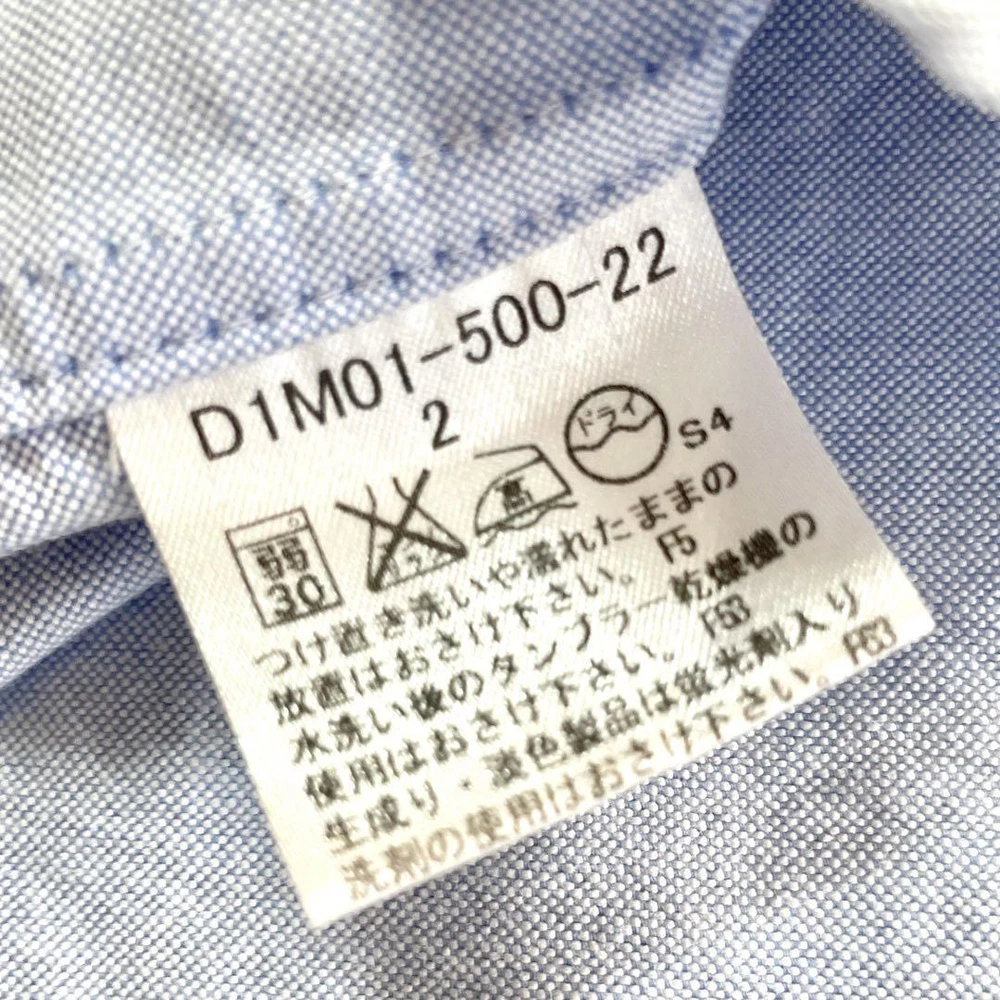 D1M01-500-22
2
弱
30
高
ドライ
S4
つけ置き洗いや濡れたままの
放置はおさけ下さい。 F5
水洗い後のタンブラー乾燥機の
使用はおさけ下さい。 F53
生成り・淡色製品は蛍光剤入り
洗剤の使用はおさけ下さい。 F63